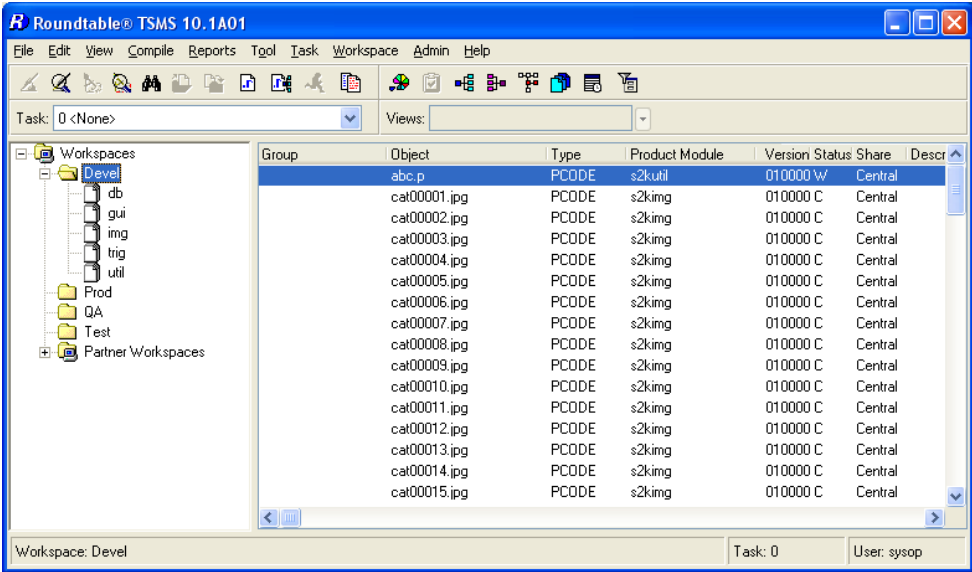 Roundtable® TSMS 10.1A01
File Edit View Compile Reports Tool Task Workspace Admin Help
Task: 0 <None> Views:
Workspaces
Devel
db
gui
img
trig
util
Prod
QA
Test
Partner Workspaces
Group Object Type Product Module Version Status Share Descr
abc.p PCODE s2kutil 010000 W Central
cat00001.jpg PCODE s2kimg 010000 C Central
cat00002.jpg PCODE s2kimg 010000 C Central
cat00003.jpg PCODE s2kimg 010000 C Central
cat00004.jpg PCODE s2kimg 010000 C Central
cat00005.jpg PCODE s2kimg 010000 C Central
cat00006.jpg PCODE s2kimg 010000 C Central
cat00007.jpg PCODE s2kimg 010000 C Central
cat00008.jpg PCODE s2kimg 010000 C Central
cat00009.jpg PCODE s2kimg 010000 C Central
cat00010.jpg PCODE s2kimg 010000 C Central
cat00011.jpg PCODE s2kimg 010000 C Central
cat00012.jpg PCODE s2kimg 010000 C Central
cat00013.jpg PCODE s2kimg 010000 C Central
cat00014.jpg PCODE s2kimg 010000 C Central
cat00015.jpg PCODE s2kimg 010000 C Central
Workspace: Devel Task: 0 User: sysop